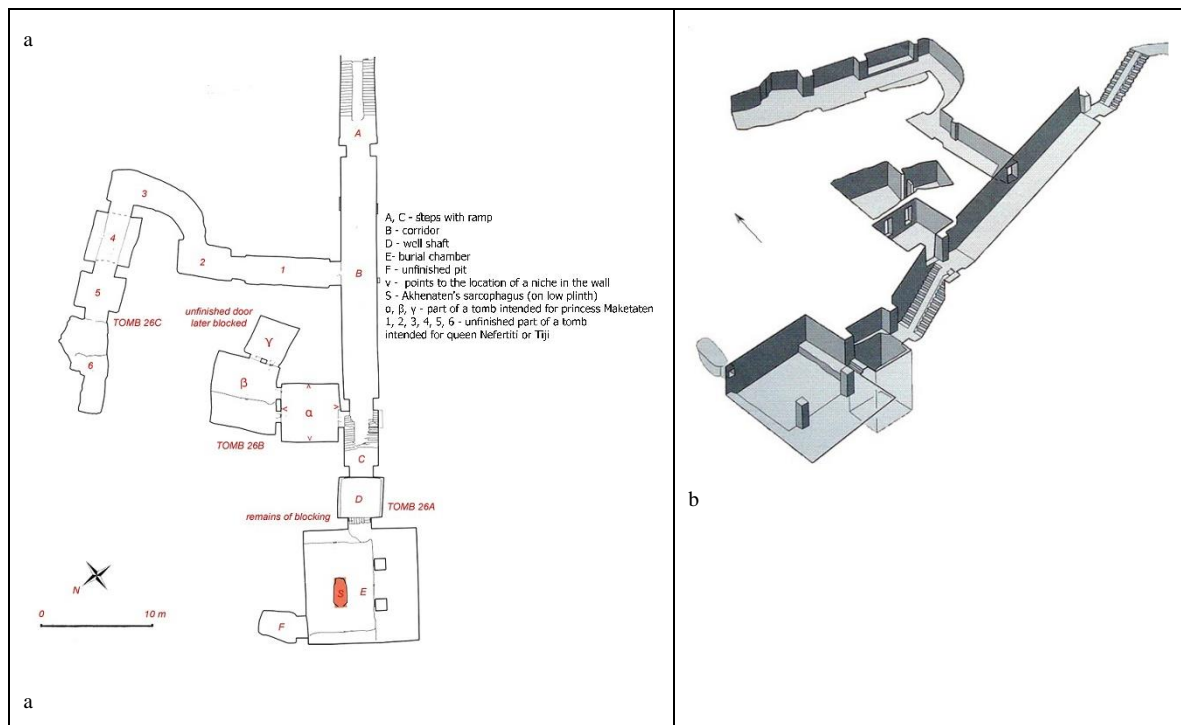 a
A
3
4
2
1
B
5
TOMB 26C
6
unfinished door
later blocked
γ
β
α
v
^
<
>
TOMB 26B
C
D
TOMB 26A
remains of blocking
S
E
F
N
0
10 m
A, C - steps with ramp
B - corridor
D - well shaft
E- burial chamber
F - unfinished pit
v - points to the location of a niche in the wall
S - Akhenaten's sarcophagus (on low plinth)
α, β, γ - part of a tomb intended for princess Maketaten
1, 2, 3, 4, 5, 6 - unfinished part of a tomb
intended for queen Nefertiti or Tiji
a
b